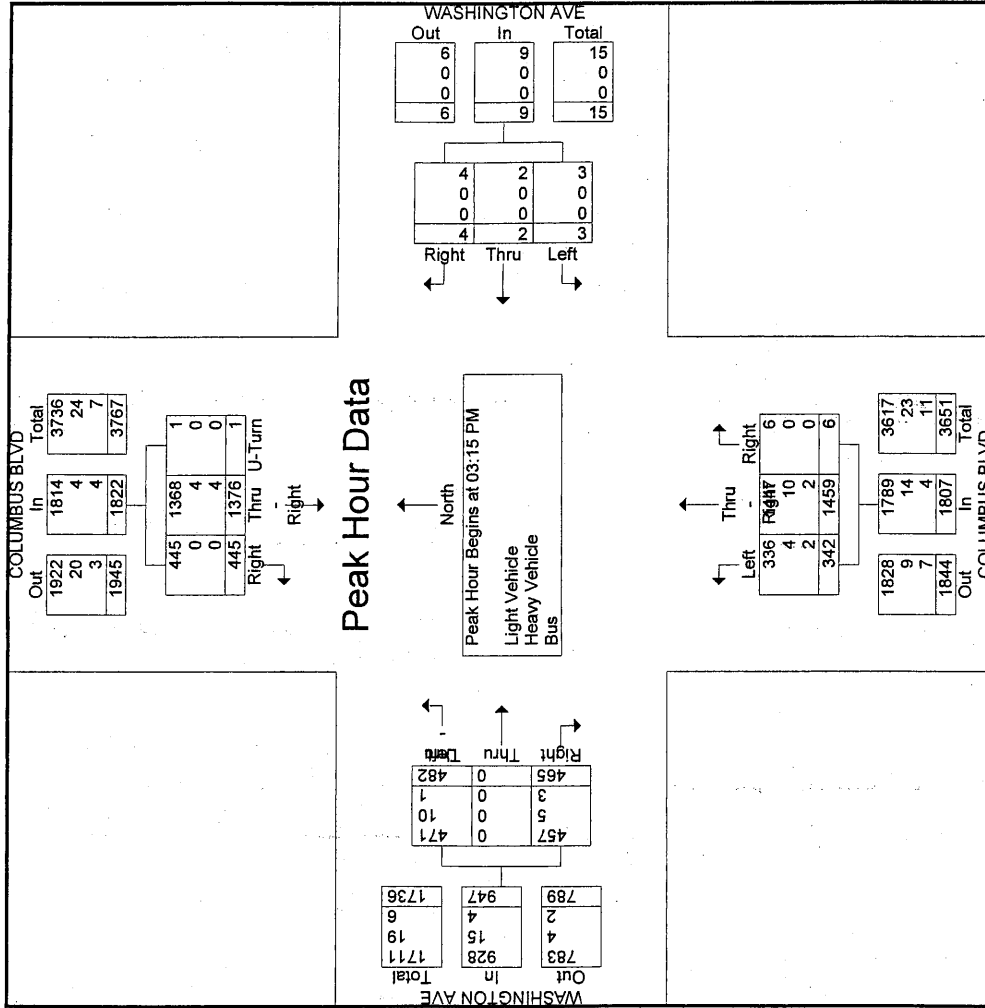 WASHINGTON AVE
Out In Total
6 9 15
0 0 0
0 0 0
6 9 15
4 2 3
0 0 0
0 0 0
4 2 3
Right Thru Left
COLUMBUS BLVD
Out In Total
1922 1814 3736
20 4 24
3 4 7
1945 1822 3767
445 1368 1
0 4 0
0 4 0
445 1376 1
Right Thru - Right U-Turn
Peak Hour Data
North
Peak Hour Begins at 03:15 PM
Light Vehicle
Heavy Vehicle
Bus
Left Thru - Right
336 6
4 10 0
2 2 0
342 1459 6
1828 1789 3617
9 14 23
7 4 11
1844 1807 3651
Out In Total
COLUMBUS BLVD
Thru Right
482 0 465
1 0 3
10 0 5
471 0 457
1736 947 789
6 4 2
19 15 4
1711 928 783
Total In Out
WASHINGTON AVE